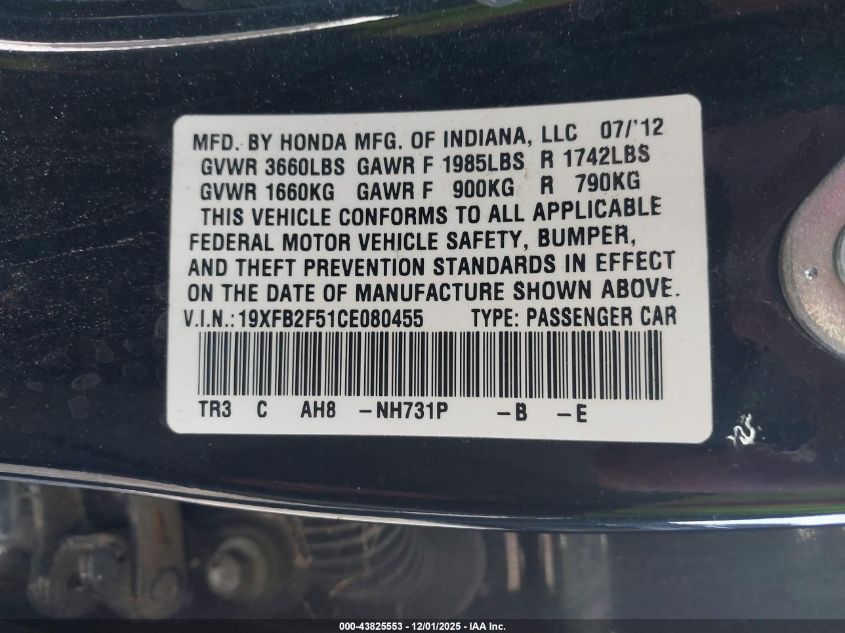 MFD. BY HONDA MFG. OF INDIANA, LLC 07/'12
GVWR 3660LBS GAWR F 1985LBS R 1742LBS
GVWR 1660KG GAWR F 900KG R 790KG
THIS VEHICLE CONFORMS TO ALL APPLICABLE
FEDERAL MOTOR VEHICLE SAFETY, BUMPER,
AND THEFT PREVENTION STANDARDS IN EFFECT
ON THE DATE OF MANUFACTURE SHOWN ABOVE.
V.I.N.:19XFB2F51CE080455 TYPE: PASSENGER CAR
TR3 C AH8 -NH731P -B -E
000-43825553 // 12/01/2025 - IAA Inc.